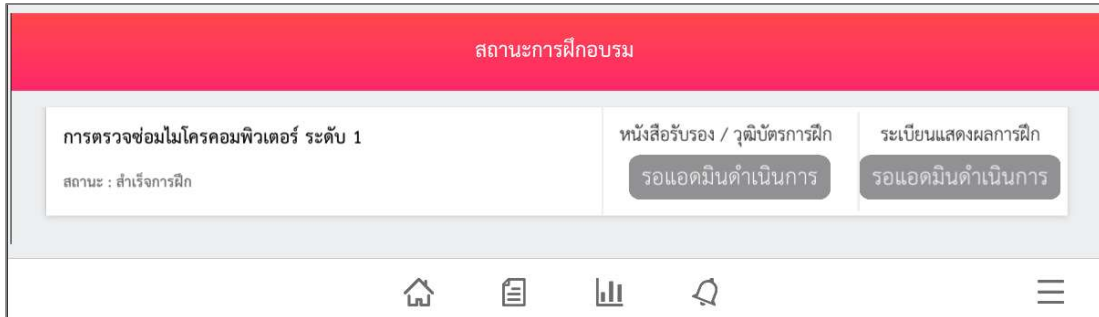 สถานะการฝึกอบรม
การตรวจซ่อมไมโครคอมพิวเตอร์ ระดับ 1
สถานะ : สำเร็จการฝึก
หนังสือรับรอง / วุฒิบัตรการฝึก
รอแอดมินดำเนินการ
ระเบียนแสดงผลการฝึก
รอแอดมินดำเนินการ